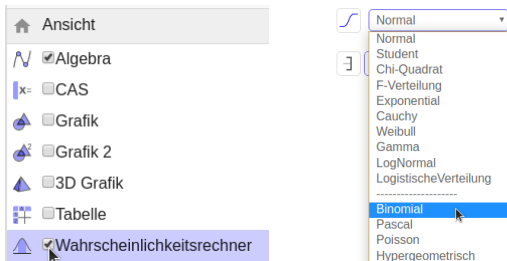 Ansicht
Algebra
x= CAS
Grafik
2 Grafik 2
3D Grafik
Tabelle
Wahrscheinlichkeitsrechner
Normal
Normal
Student
Chi-Quadrat
F-Verteilung
Exponential
Cauchy
Weibull
Gamma
LogNormal
LogistischeVerteilung
--------------------
Binomial
Pascal
Poisson
Hypergeometrisch